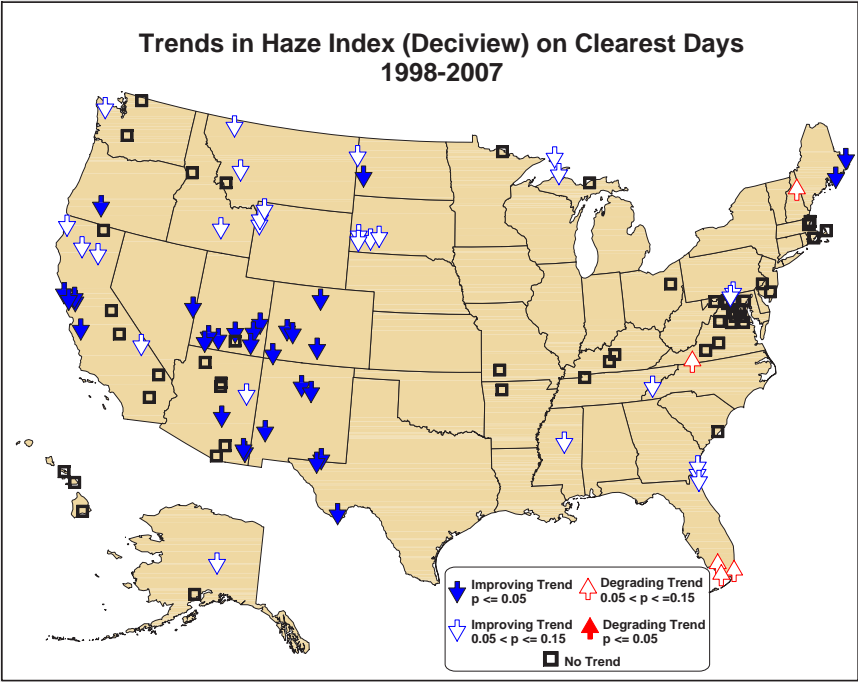 Trends in Haze Index (Deciview) on Clearest Days
1998-2007
Improving Trend
p <= 0.05
Degrading Trend
0.05 < p < =0.15
Improving Trend
0.05 < p <= 0.15
Degrading Trend
p <= 0.05
No Trend